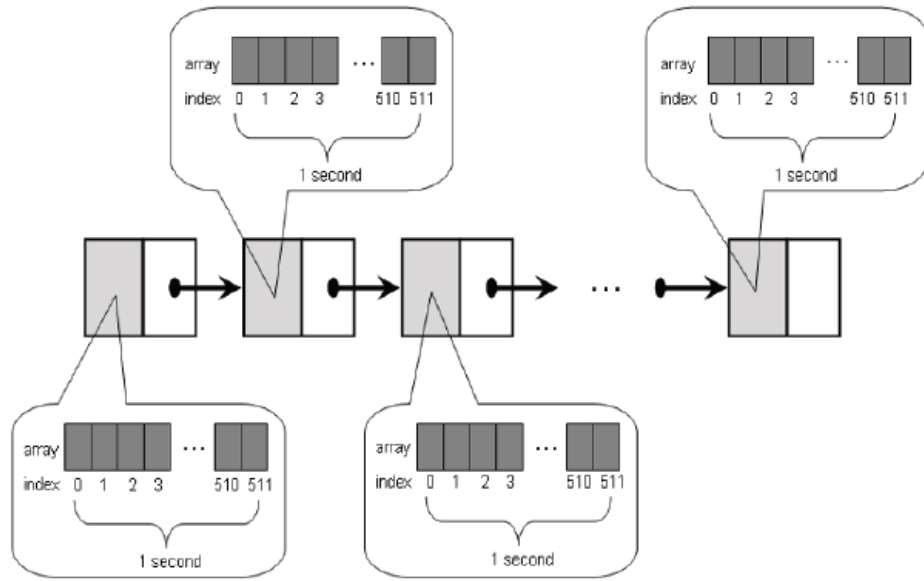 array ...
index 0 1 2 3 510 511
1 second
array ...
index 0 1 2 3 510 511
1 second
...
array ...
index 0 1 2 3 510 511
1 second
array ...
index 0 1 2 3 510 511
1 second